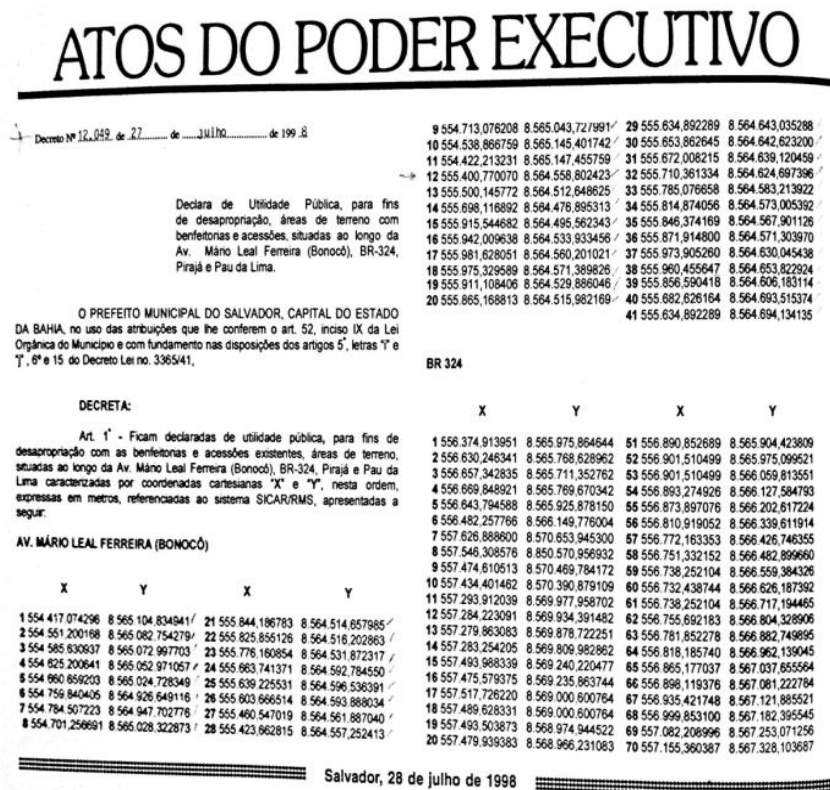 ATOS DO PODER EXECUTIVO
Decreto Nº 12.049 de 27 de julho de 1998
Declara de Utilidade Pública, para fins
de desapropriação, áreas de terreno com
benfeitorias e acessões, situadas ao longo da
Av. Mário Leal Ferreira (Bonocô), BR-324,
Pirajá e Pau da Lima.
O PREFEITO MUNICIPAL DO SALVADOR, CAPITAL DO ESTADO
DA BAHIA, no uso das atribuições que lhe conferem o art. 52, inciso IX da Lei
Orgânica do Município e com fundamento nas disposições dos artigos 5º, letras "i" e
"j", 6º e 15 do Decreto Lei no. 3365/41,
DECRETA:
Art. 1º - Ficam declaradas de utilidade pública, para fins de
desapropriação com as benfeitorias e acessões existentes, áreas de terreno,
situadas ao longo da Av. Mário Leal Ferreira (Bonocô), BR-324, Pirajá e Pau da
Lima caracterizadas por coordenadas cartesianas "X" e "Y", nesta ordem,
expressas em metros, referenciadas ao sistema SICAR/RMS, apresentadas a
seguir:
AV. MÁRIO LEAL FERREIRA (BONOCÔ)
X Y X Y
1 554 417.074296 8.565 104,834941 21 555.844,186783 8.564.514,657985
2 554 551,200168 8.565 082,754279 22 555.825,855126 8.564.516,202863
3 554 585,630937 8.565 072,997703 23 555.776,160854 8.564.531,872317
4 554 625,200641 8.565 052,971057 24 555.663,741371 8.564.592,784550
5 554 660,659203 8.565 024,728349 25 555.639,225531 8.564.596,536391
6 554 759,840405 8.564 926,649116 26 555.603,666514 8.564.593,888034
7 554 784,507223 8.564 947,702776 27 555.460,547019 8.564.561,887040
8 554.701,256691 8.565 028,322873 28 555.423,662815 8.564.557,252413
9 554.713,076208 8.565.043,727991 29 555.634,892289 8.564.643,035288
10 554.538,866759 8.565.145,401742 30 555.653,862645 8.564.642,623200
11 554.422,213231 8.565.147,455759 31 555.672,008215 8.564.639,120459
12 555.400,770070 8.564.558,802423 32 555.710,361334 8.564.624,697396
13 555.500,145772 8.564.512,648625 33 555.785,076658 8.564.583,213922
14 555.698,116892 8.564.476,895313 34 555.814,874056 8.564.573,005392
15 555.915,544682 8.564.495,562343 35 555.846,374169 8.564.567,901126
16 555.942,009638 8.564.533,933456 36 555.871,914800 8.564.571,303970
17 555.981,628051 8.564.560,201021 37 555.973,905260 8.564.630,045438
18 555.975,329589 8.564.571,389826 38 555.960,455647 8.564.653,822924
19 555.911,108406 8.564.529,886046 39 555.856,590418 8.564.606,183114
20 555.865,168813 8.564.515,982169 40 555.682,626164 8.564.693,515374
41 555.634,892289 8.564.694,134135
BR 324
X Y X Y
1 556.374,913951 8.565.975,864644 51 556.890,852689 8.565.904,423809
2 556.630,246341 8.565.768,628962 52 556.901,510499 8.565.975,099521
3 556.657,342835 8.565.711,352762 53 556.901,510499 8.566.059,813551
4 556.669,848921 8.565.769,670342 54 556.893,274926 8.566.127,584793
5 556.643,794588 8.565.925,878150 55 556.873,897076 8.566.202,617224
6 556.482,257766 8.566.149,776004 56 556.810,919052 8.566.339,611914
7 557.626,888600 8.570.653,945300 57 556.772,163353 8.566.426,746355
8 557.546,308576 8.850.570,956932 58 556.751,332152 8.566.482,899660
9 557.474,610513 8.570.469,784172 59 556.738,252104 8.566.559,384326
10 557.434,401462 8.570.390,879109 60 556.732,438744 8.566.626,187392
11 557.293,912039 8.569.977,958702 61 556.738,252104 8.566.717,194465
12 557.284,223091 8.569.934,391482 62 556.755,692183 8.566.804,328906
13 557.279,863083 8.569.878,722251 63 556.781,852278 8.566.882,749895
14 557.283,254205 8.569.809,982862 64 556.818,185740 8.566.962,139045
15 557.493,988339 8.569.240,220477 65 556.865,177037 8.567.037,655564
16 557.475,579375 8.569.235,863744 66 556.898,119376 8.567.081,222784
17 557.517,726220 8.569.000,600764 67 556.935,421748 8.567.121,885521
18 557.489,628331 8.569.000,600764 68 556.999,853100 8.567.182,395545
19 557.493,503873 8.568.974,944522 69 557.082,208996 8.567.253,071256
20 557.479,939383 8.568.966,231083 70 557.155,360387 8.567.328,103687
Salvador, 28 de julho de 1998